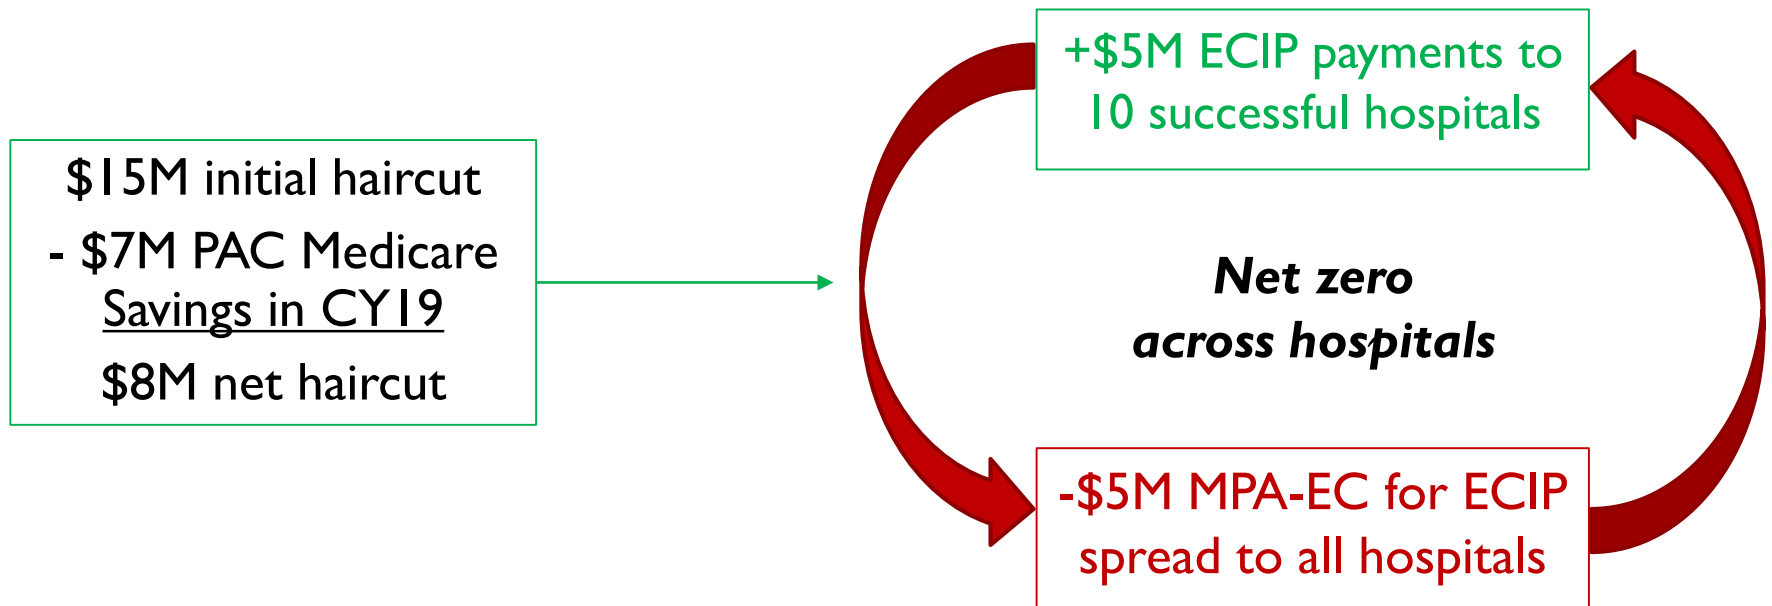 $15M initial haircut
- $7M PAC Medicare
Savings in CY19
$8M net haircut
+$5M ECIP payments to
10 successful hospitals
Net zero
across hospitals
-$5M MPA-EC for ECIP
spread to all hospitals